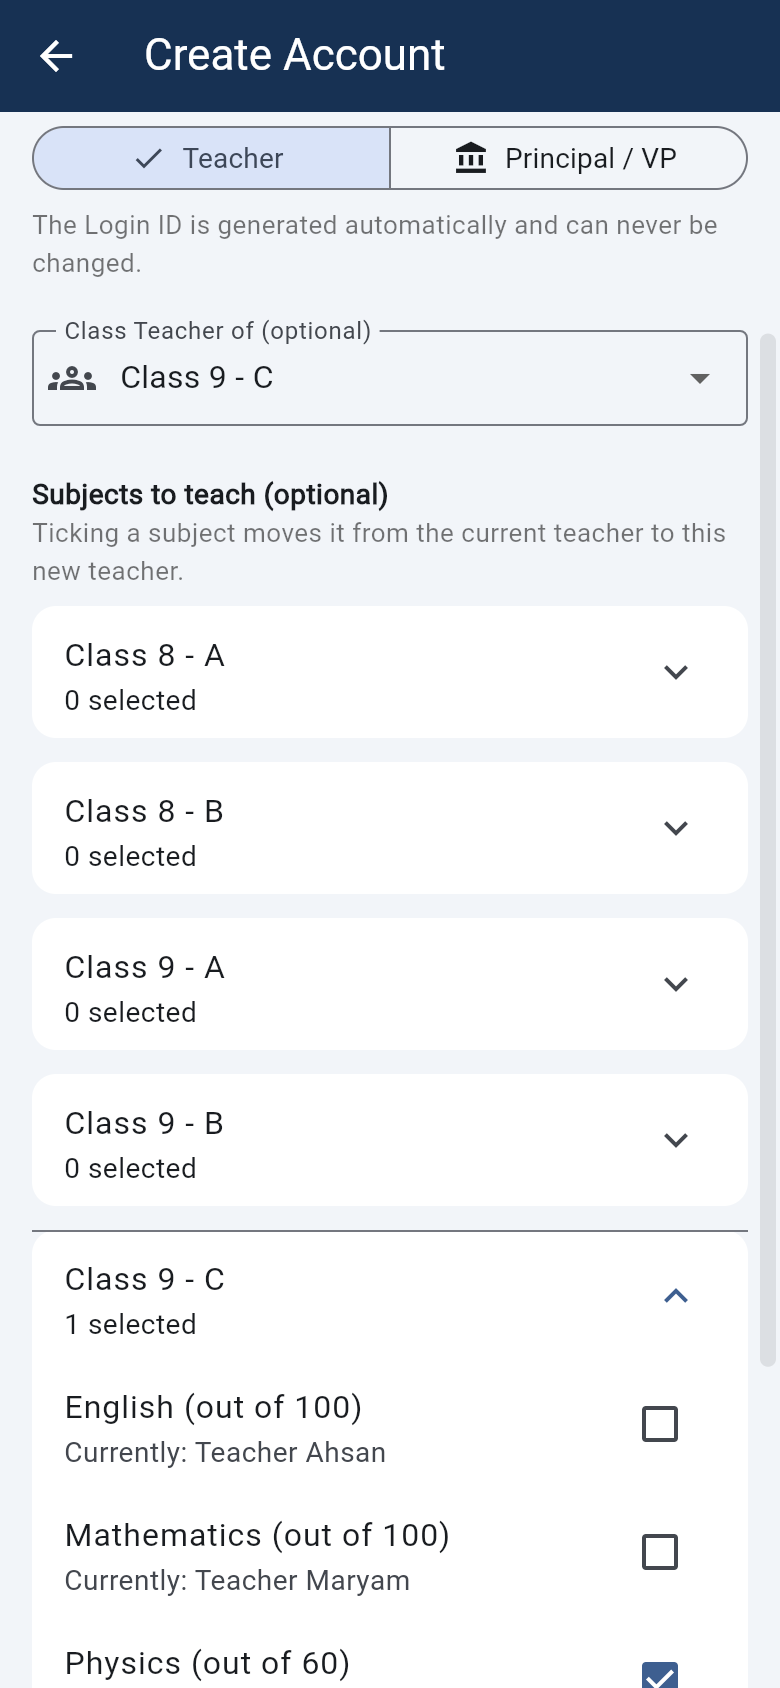 Create Account
Teacher
Principal / VP
The Login ID is generated automatically and can never be
changed.
Class Teacher of (optional)
Class 9 - C
Subjects to teach (optional)
Ticking a subject moves it from the current teacher to this
new teacher.
Class 8 - A
0 selected
Class 8 - B
0 selected
Class 9 - A
0 selected
Class 9 - B
0 selected
Class 9 - C
1 selected
English (out of 100)
Currently: Teacher Ahsan
Mathematics (out of 100)
Currently: Teacher Maryam
Physics (out of 60)